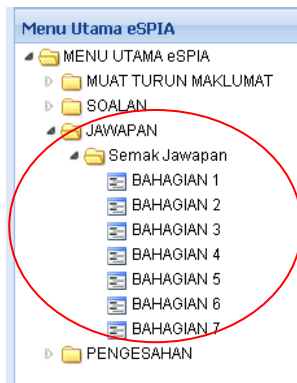 Menu Utama eSPIA
MENU UTAMA eSPIA
MUAT TURUN MAKLUMAT
SOALAN
JAWAPAN
Semak Jawapan
BAHAGIAN 1
BAHAGIAN 2
BAHAGIAN 3
BAHAGIAN 4
BAHAGIAN 5
BAHAGIAN 6
BAHAGIAN 7
PENGESAHAN